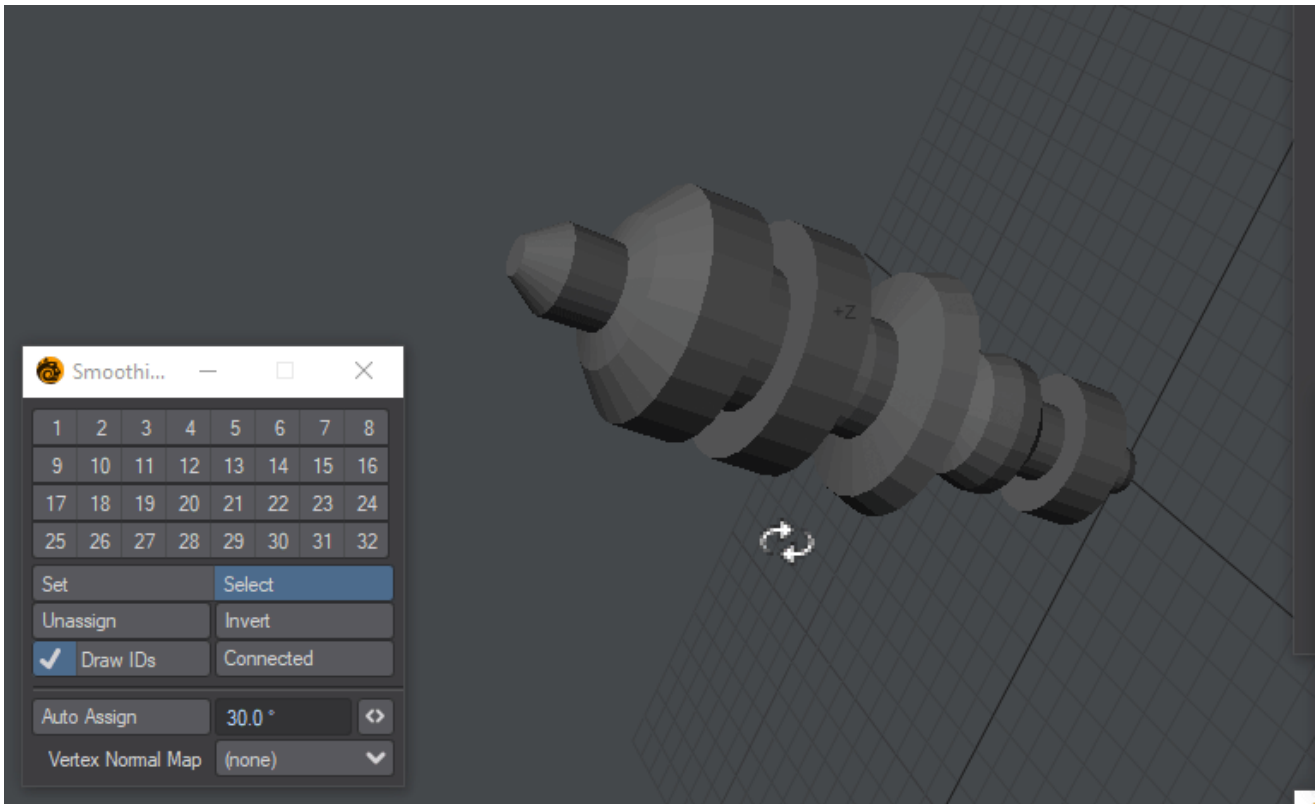 +Z
Smoothi...
1 2 3 4 5 6 7 8
9 10 11 12 13 14 15 16
17 18 19 20 21 22 23 24
25 26 27 28 29 30 31 32
Set Select
Unassign Invert
Draw IDs Connected
Auto Assign 30.0 °
Vertex Normal Map (none)